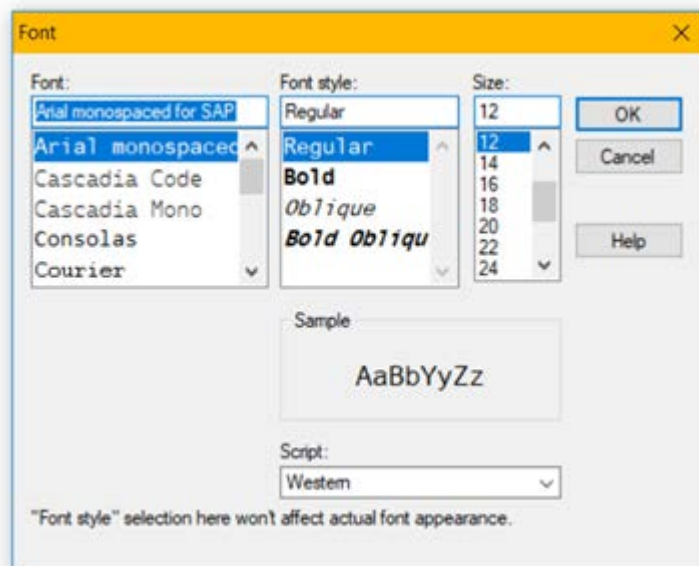 Font
Font:
Font style:
Size:
Arial monospaced for SAP
Regular
12
OK
Arial monospaced
Regular
12
Cascadia Code
Bold
14
Cancel
Cascadia Mono
Oblique
16
Consolas
Bold Obliqu
18
Courier
20
22
24
Help
Sample
AaBbYyZz
Script:
Western
"Font style" selection here won't affect actual font appearance.